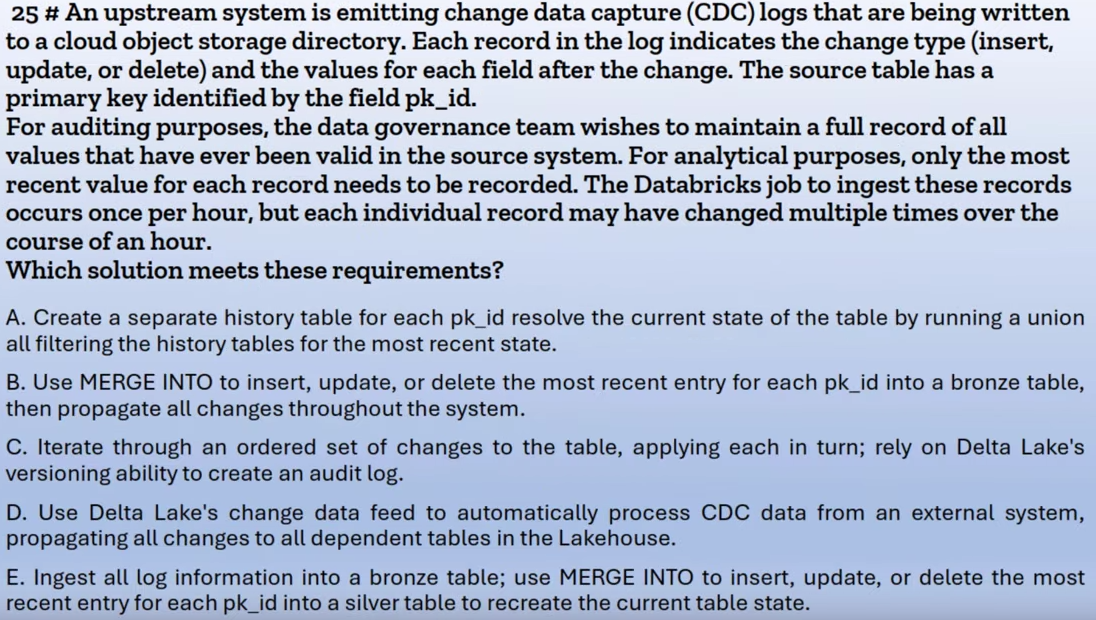 25 # An upstream system is emitting change data capture (CDC) logs that are being written
to a cloud object storage directory. Each record in the log indicates the change type (insert,
update, or delete) and the values for each field after the change. The source table has a
primary key identified by the field pk_id.
For auditing purposes, the data governance team wishes to maintain a full record of all
values that have ever been valid in the source system. For analytical purposes, only the most
recent value for each record needs to be recorded. The Databricks job to ingest these records
occurs once per hour, but each individual record may have changed multiple times over the
course of an hour.
Which solution meets these requirements?
A. Create a separate history table for each pk_id resolve the current state of the table by running a union
all filtering the history tables for the most recent state.
B. Use MERGE INTO to insert, update, or delete the most recent entry for each pk_id into a bronze table,
then propagate all changes throughout the system.
C. Iterate through an ordered set of changes to the table, applying each in turn; rely on Delta Lake's
versioning ability to create an audit log.
D. Use Delta Lake's change data feed to automatically process CDC data from an external system,
propagating all changes to all dependent tables in the Lakehouse.
E. Ingest all log information into a bronze table; use MERGE INTO to insert, update, or delete the most
recent entry for each pk_id into a silver table to recreate the current table state.